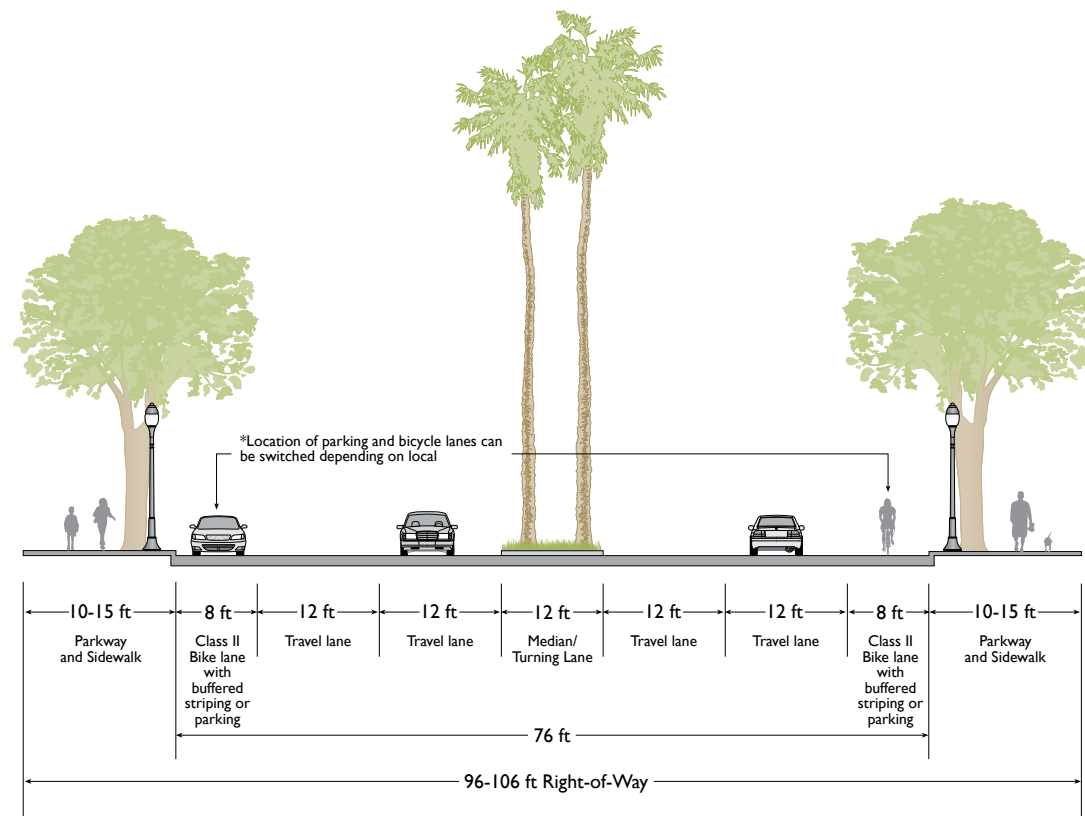 *Location of parking and bicycle lanes can
be switched depending on local
10-15 ft
8 ft
12 ft
12 ft
12 ft
12 ft
12 ft
8 ft
10-15 ft
Parkway
and Sidewalk
Class II
Bike lane
with
buffered
striping or
parking
Travel lane
Travel lane
Median/
Turning Lane
Travel lane
Travel lane
Class II
Bike lane
with
buffered
striping or
parking
Parkway
and Sidewalk
76 ft
96-106 ft Right-of-Way